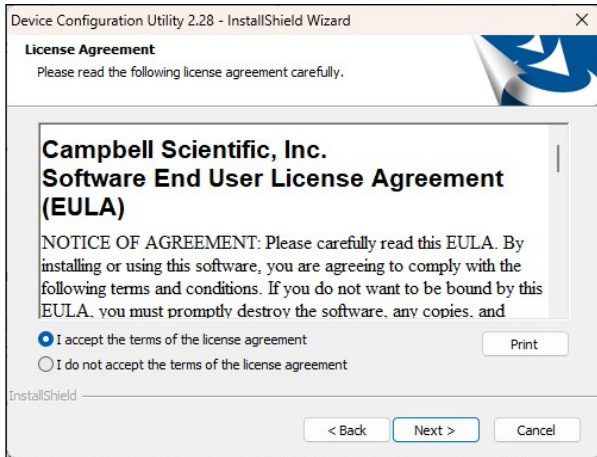 Device Configuration Utility 2.28 - InstallShield Wizard
License Agreement
Please read the following license agreement carefully.
Campbell Scientific, Inc.
Software End User License Agreement
(EULA)
NOTICE OF AGREEMENT: Please carefully read this EULA. By
installing or using this software, you are agreeing to comply with the
following terms and conditions. If you do not want to be bound by this
EULA, you must promptly destroy the software, any copies, and
I accept the terms of the license agreement
Print
I do not accept the terms of the license agreement
InstallShield
< Back
Next >
Cancel